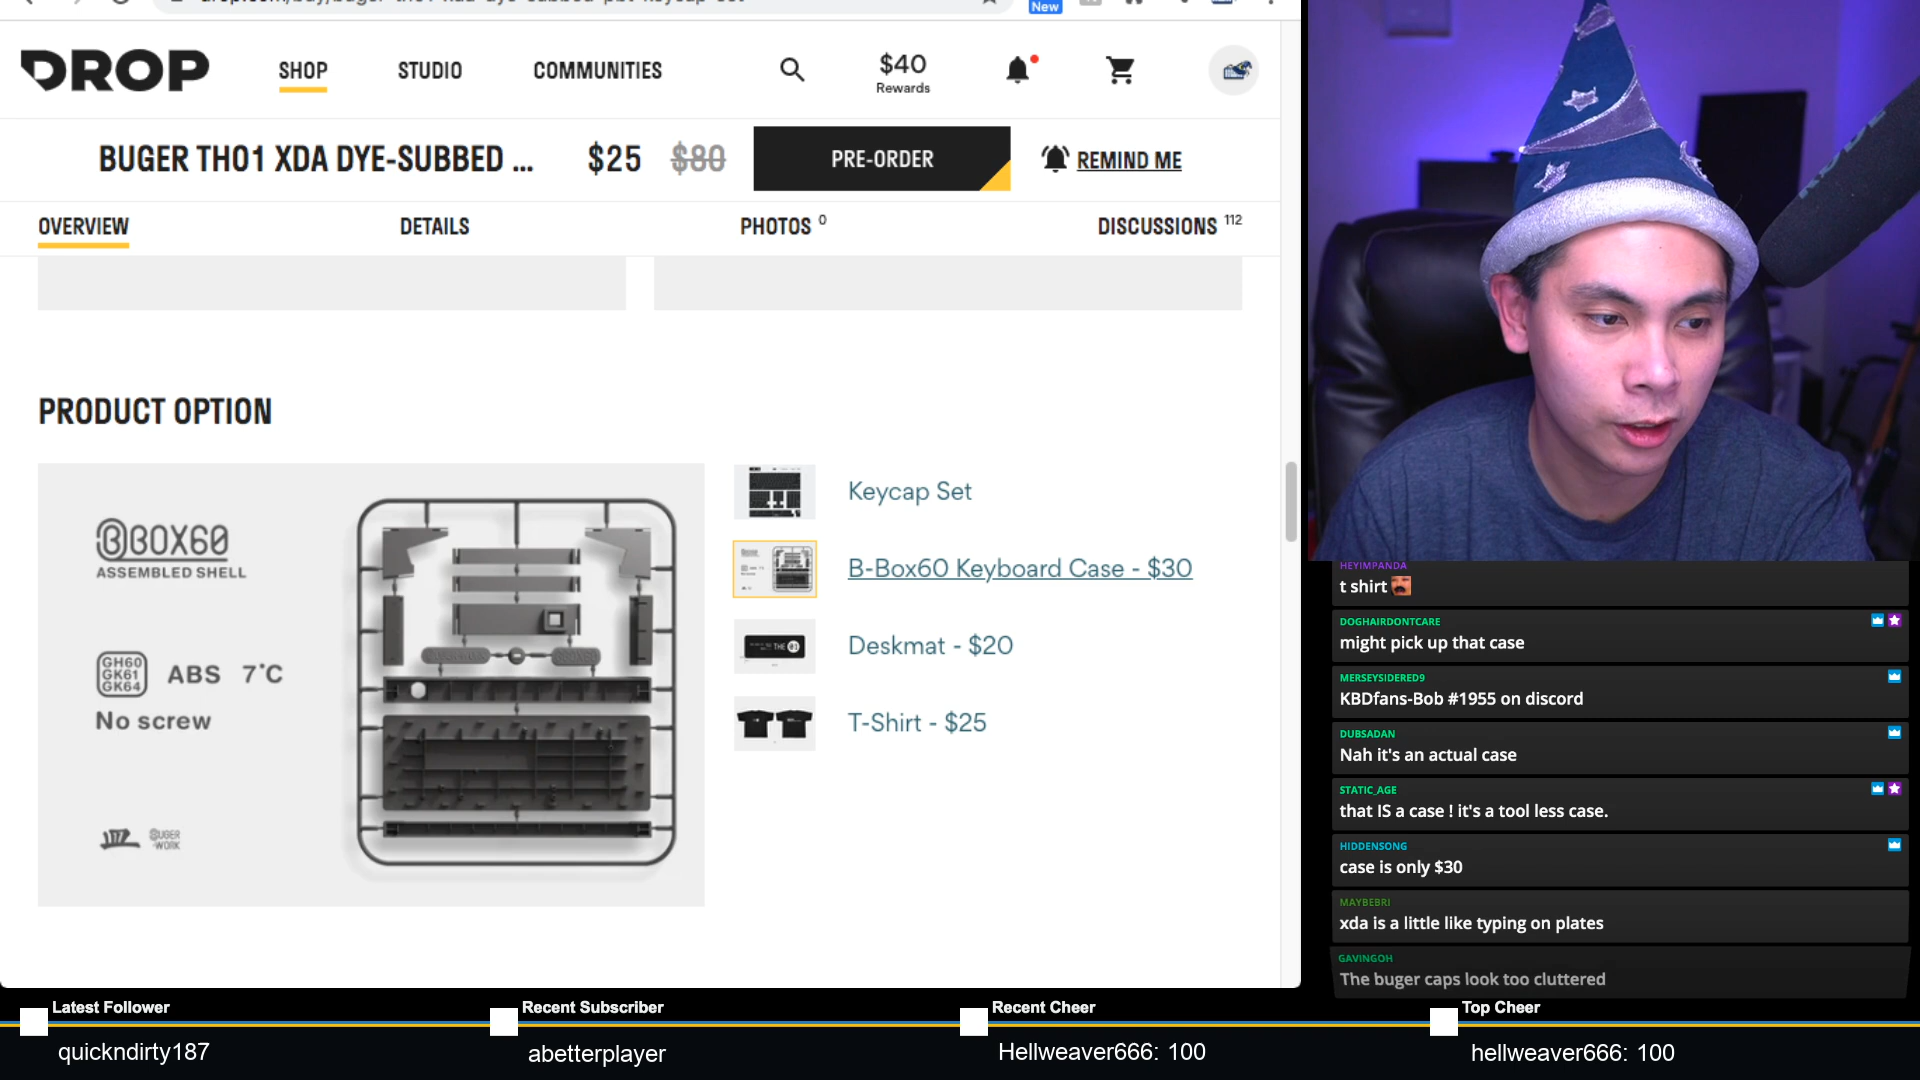 New
DROP
SHOP
STUDIO
COMMUNITIES
$40
Rewards
BUGER TH01 XDA DYE-SUBBED ...
$25
$80
PRE-ORDER
REMIND ME
OVERVIEW
DETAILS
PHOTOS 0
DISCUSSIONS 112
PRODUCT OPTION
BBOX60
ASSEMBLED SHELL
GH60
GK61
GK64
ABS 7°C
No screw
BUGER
-WORK
Keycap Set
B-Box60 Keyboard Case - $30
Deskmat - $20
T-Shirt - $25
HEYIMPANDA
t shirt
DOGHAIRDONTCARE
might pick up that case
MERSEYSIDERED9
KBDfans-Bob #1955 on discord
DUBSADAN
Nah it's an actual case
STATIC_AGE
that IS a case ! it's a tool less case.
HIDDENSONG
case is only $30
MAYBEBRI
xda is a little like typing on plates
GAVINGOH
The buger caps look too cluttered
Latest Follower
quickndirty187
Recent Subscriber
abetterplayer
Recent Cheer
Hellweaver666: 100
Top Cheer
hellweaver666: 100